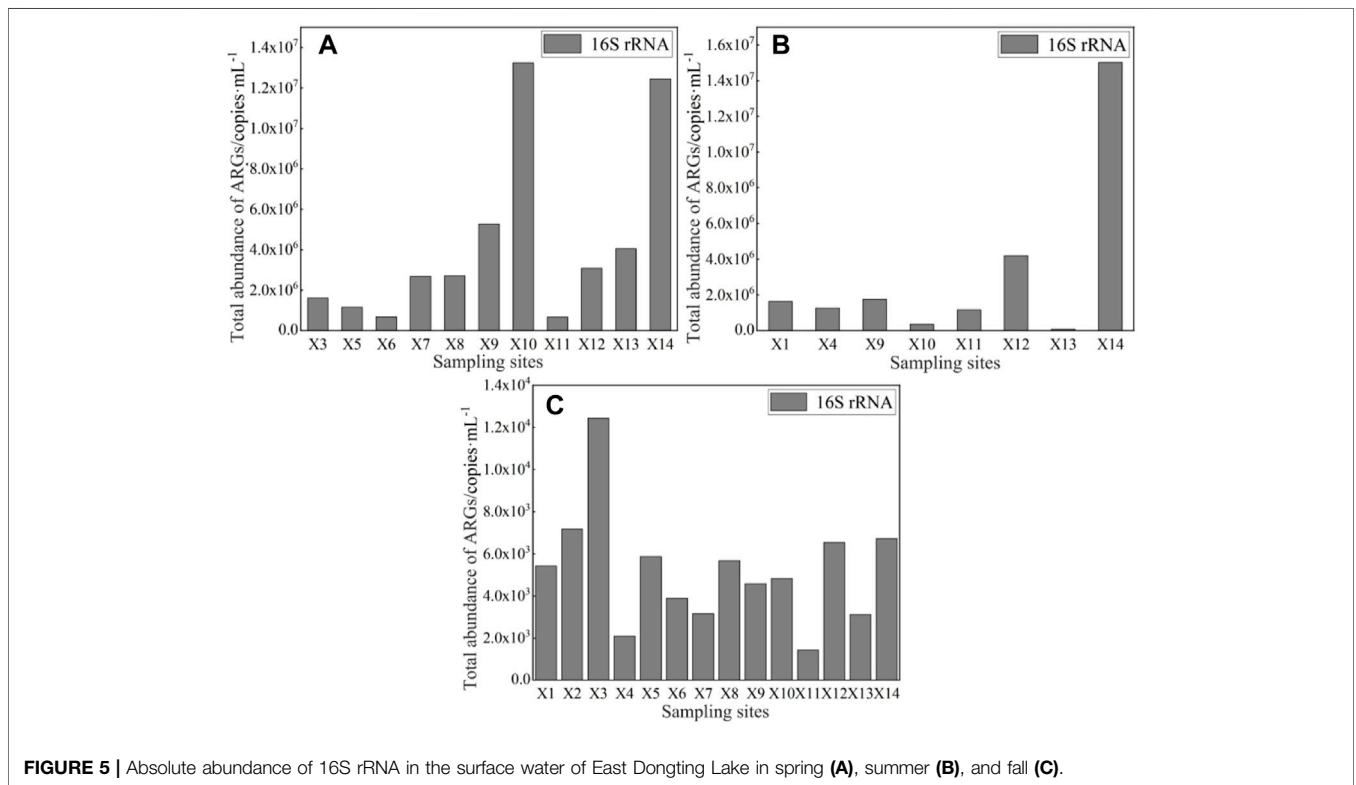 A
16S rRNA
Total abundance of ARGs/copies·mL⁻¹
1.4x10⁷
1.2x10⁷
1.0x10⁷
8.0x10⁶
6.0x10⁶
4.0x10⁶
2.0x10⁶
0.0
X3 X5 X6 X7 X8 X9 X10 X11 X12 X13 X14
Sampling sites
B
16S rRNA
Total abundance of ARGs/copies·mL⁻¹
1.6x10⁷
1.4x10⁷
1.2x10⁷
1.0x10⁷
8.0x10⁶
6.0x10⁶
4.0x10⁶
2.0x10⁶
0.0
X1 X4 X9 X10 X11 X12 X13 X14
Sampling sites
C
16S rRNA
Total abundance of ARGs/copies·mL⁻¹
1.4x10⁴
1.2x10⁴
1.0x10⁴
8.0x10³
6.0x10³
4.0x10³
2.0x10³
0.0
X1 X2 X3 X4 X5 X6 X7 X8 X9 X10 X11 X12 X13 X14
Sampling sites
FIGURE 5 | Absolute abundance of 16S rRNA in the surface water of East Dongting Lake in spring (A), summer (B), and fall (C).